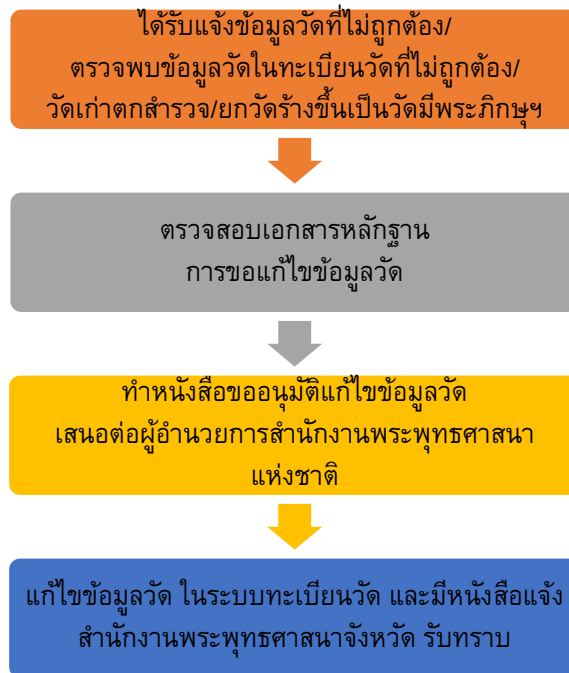 ได้รับแจ้งข้อมูลวัดที่ไม่ถูกต้อง/
ตรวจพบข้อมูลวัดในทะเบียนวัดที่ไม่ถูกต้อง/
วัดเก่าตกสำรวจ/ยกวัดร้างขึ้นเป็นวัดมีพระภิกษุฯ
ตรวจสอบเอกสารหลักฐาน
การขอแก้ไขข้อมูลวัด
ทำหนังสือขออนุมัติแก้ไขข้อมูลวัด
เสนอต่อผู้อำนวยการสำนักงานพระพุทธศาสนา
แห่งชาติ
แก้ไขข้อมูลวัด ในระบบทะเบียนวัด และมีหนังสือแจ้ง
สำนักงานพระพุทธศาสนาจังหวัด รับทราบ